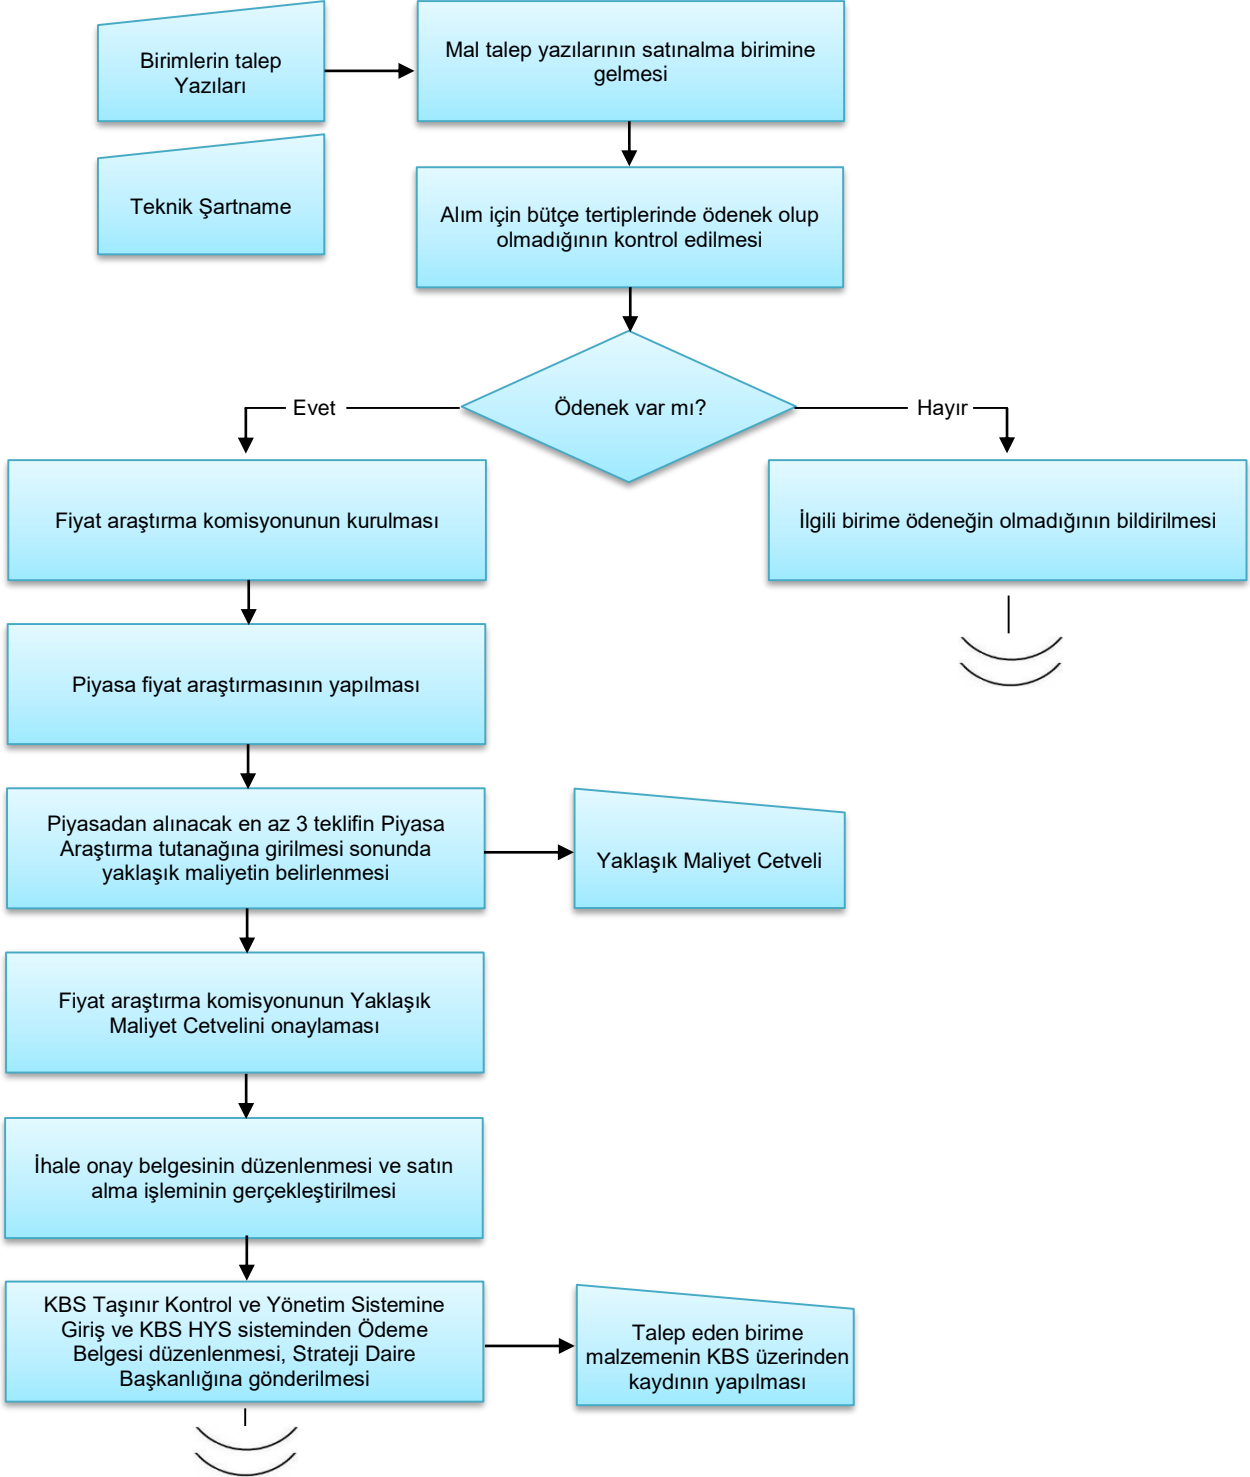 Birimlerin talep
Yazıları
Mal talep yazılarının satınalma birimine
gelmesi
Teknik Şartname
Alım için bütçe tertiplerinde ödenek olup
olmadığının kontrol edilmesi
Ödenek var mı?
Evet
Hayır
Fiyat araştırma komisyonunun kurulması
İlgili birime ödeneğin olmadığının bildirilmesi
Piyasa fiyat araştırmasının yapılması
Piyasadan alınacak en az 3 teklifin Piyasa
Araştırma tutanağına girilmesi sonunda
yaklaşık maliyetin belirlenmesi
Yaklaşık Maliyet Cetveli
Fiyat araştırma komisyonunun Yaklaşık
Maliyet Cetvelini onaylaması
İhale onay belgesinin düzenlenmesi ve satın
alma işleminin gerçekleştirilmesi
KBS Taşınır Kontrol ve Yönetim Sistemine
Giriş ve KBS HYS sisteminden Ödeme
Belgesi düzenlenmesi, Strateji Daire
Başkanlığına gönderilmesi
Talep eden birime
malzemenin KBS üzerinden
kaydının yapılması